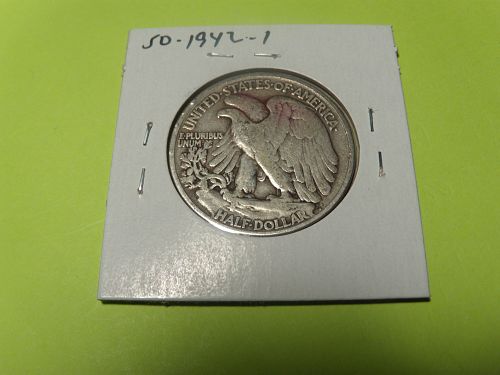 50-1942-1
UNITED·STATES·OF·AMERICA
E·PLURIBUS
UNUM
HALF·DOLLAR